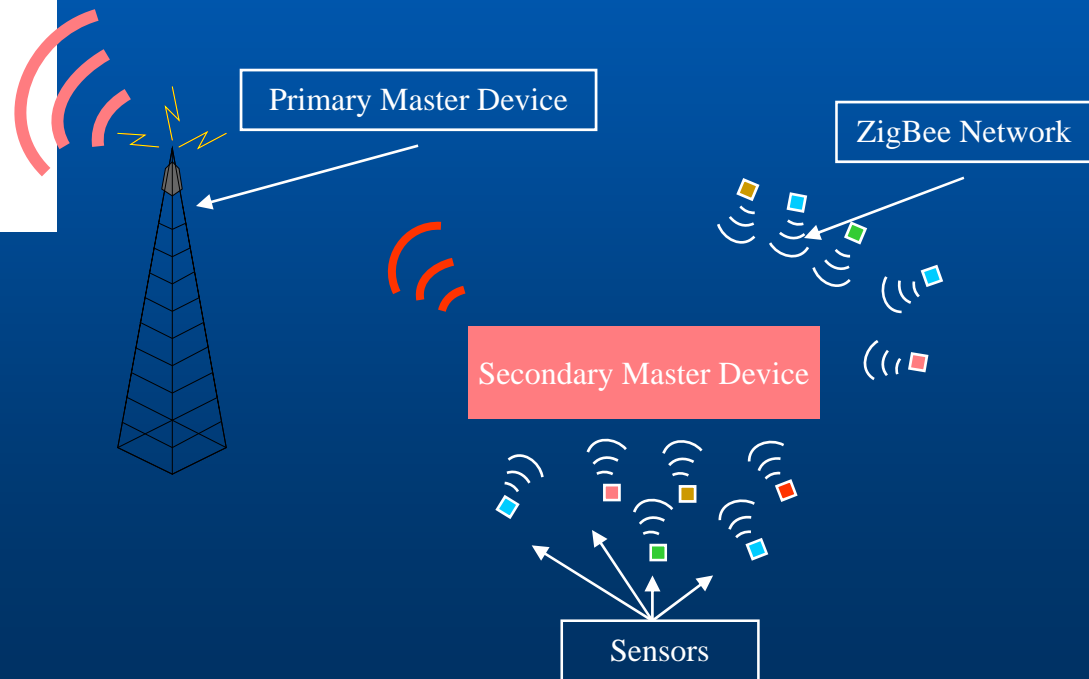 Primary Master Device
ZigBee Network
Secondary Master Device
Sensors